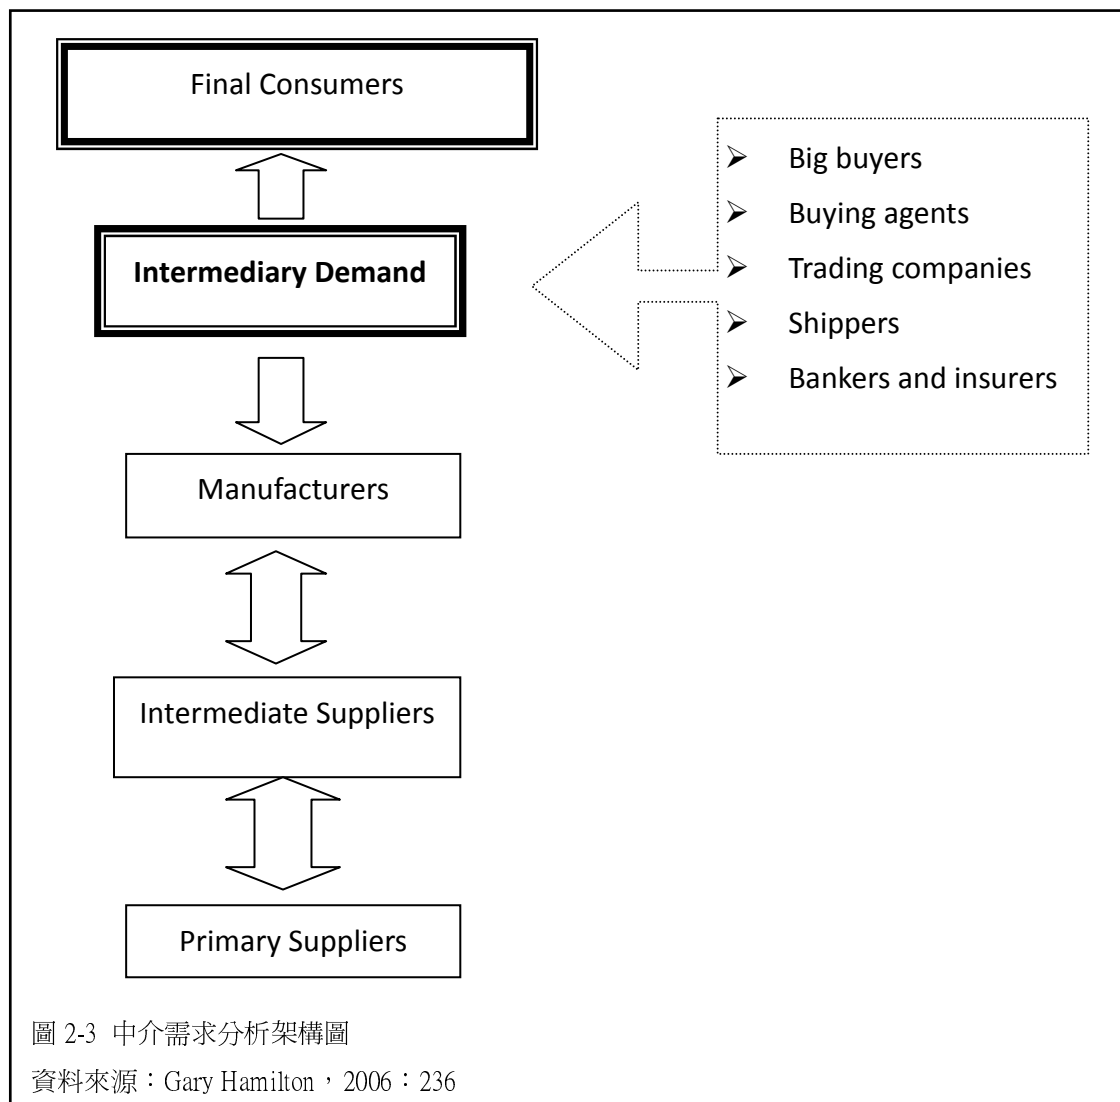 Final Consumers
Intermediary Demand
➢ Big buyers
➢ Buying agents
➢ Trading companies
➢ Shippers
➢ Bankers and insurers
Manufacturers
Intermediate Suppliers
Primary Suppliers
圖 2-3 中介需求分析架構圖
資料來源：Gary Hamilton，2006：236